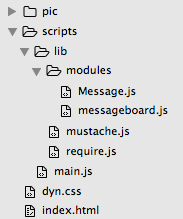 pic
scripts
lib
modules
Message.js
messageboard.js
mustache.js
require.js
main.js
dyn.css
index.html